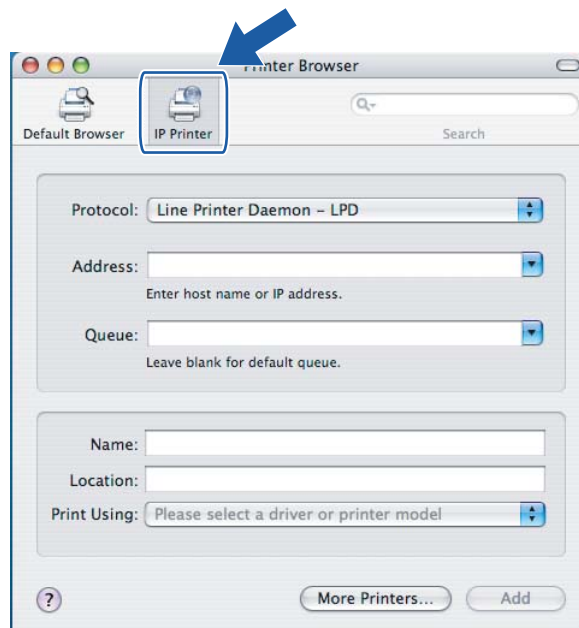 Printer Browser
Default Browser
IP Printer
Search
Protocol: Line Printer Daemon – LPD
Address:
Enter host name or IP address.
Queue:
Leave blank for default queue.
Name:
Location:
Print Using: Please select a driver or printer model
? More Printers... Add